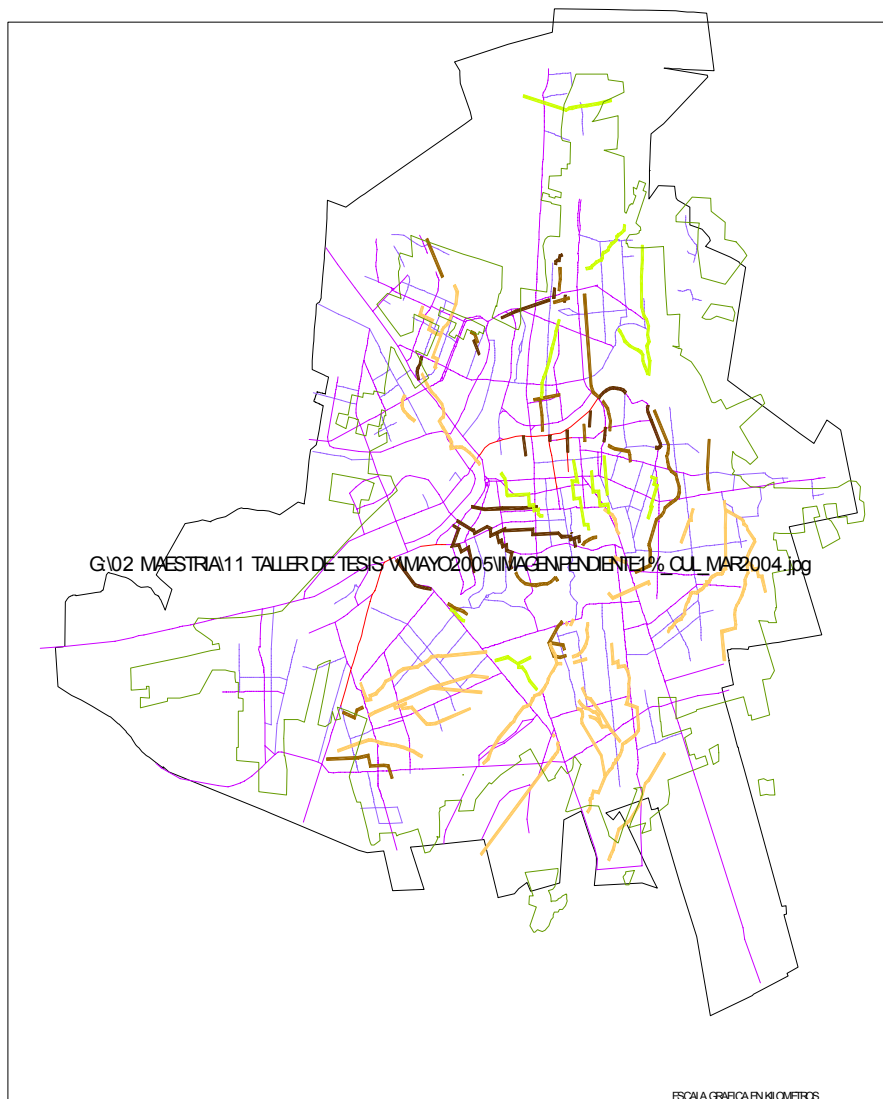 G:\02 MAESTRIA\11 TALLER DE TESIS V\MAYO2005\IMAGEN\PENDIENTE1%_CUL_MAR2004.jpg
ESCALA GRAFICA EN KILOMETROS